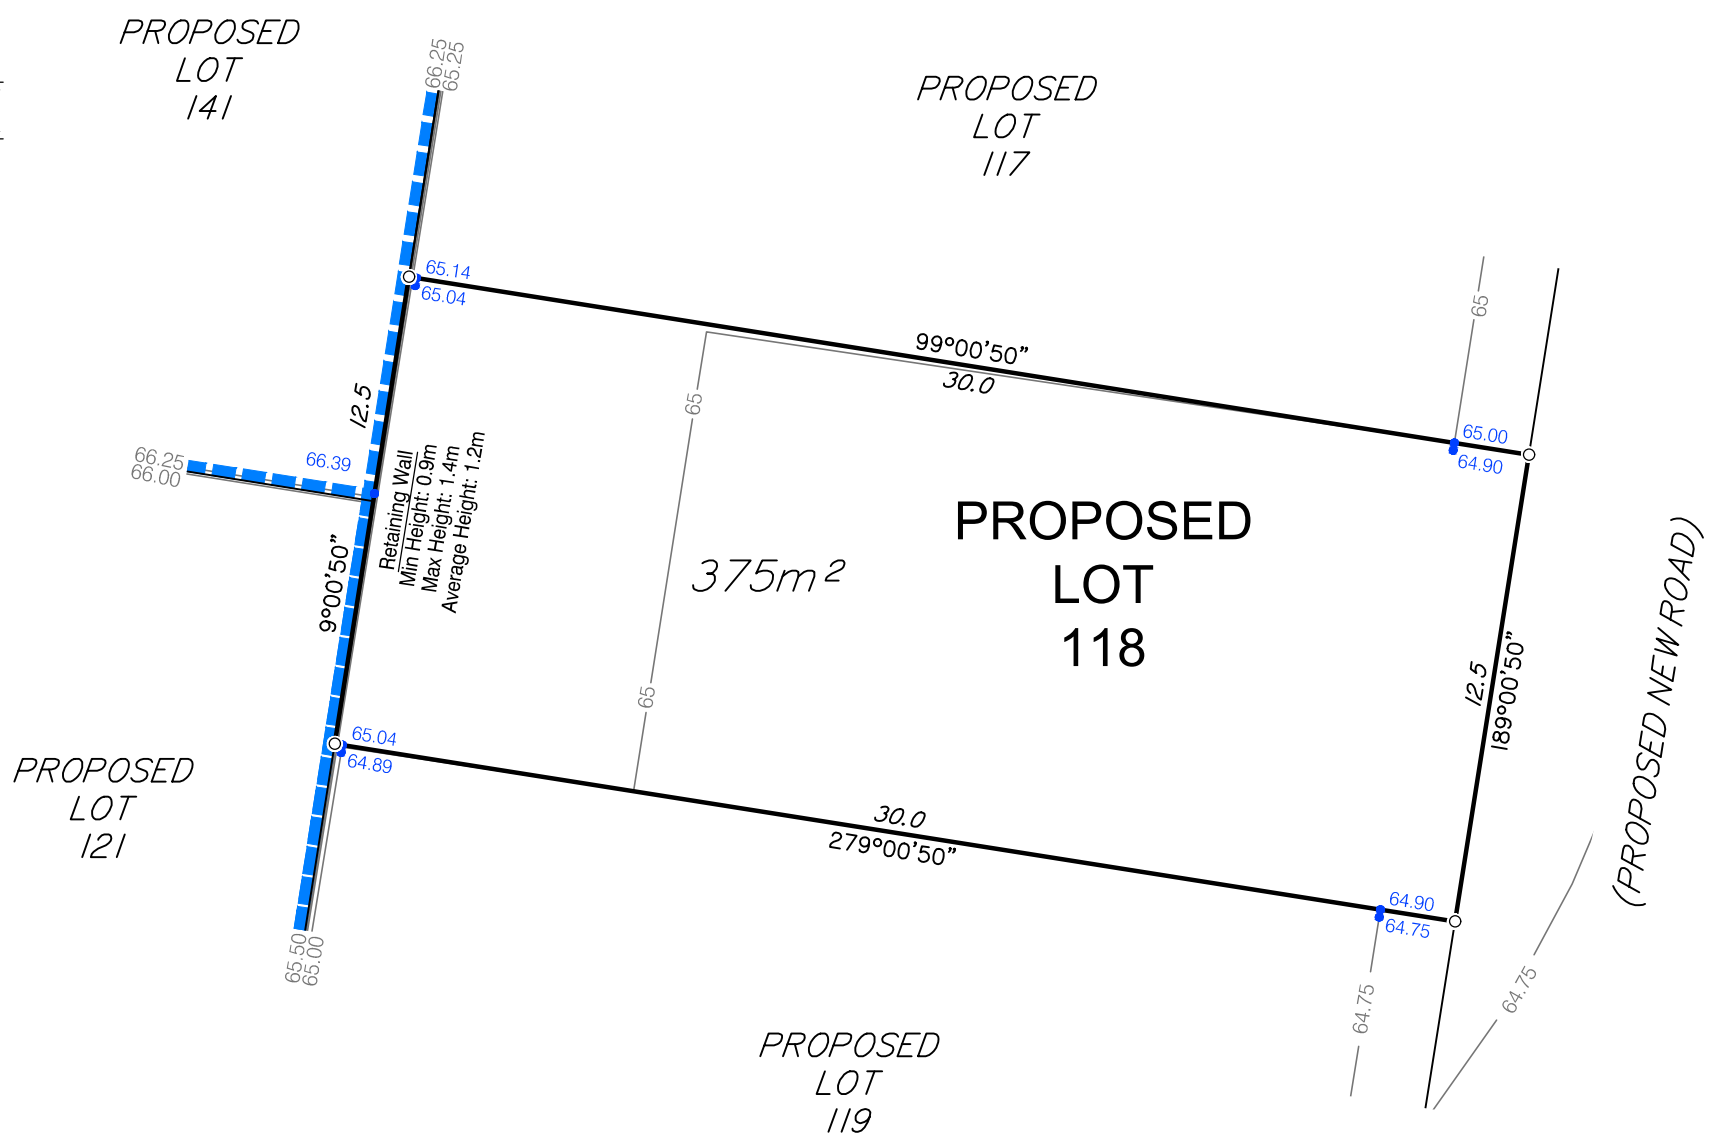 PROPOSED
LOT
141
66.25
65.25
PROPOSED
LOT
117
65.14
65.04
99°00'50"
30.0
65
65
65.00
64.90
12.5
66.25
66.00
66.39
Retaining Wall
Min Height: 0.9m
Max Height: 1.4m
Average Height: 1.2m
9°00'50"
375m²
PROPOSED
LOT
118
65
12.5
189°00'50"
(PROPOSED NEW ROAD)
65.04
64.89
PROPOSED
LOT
121
30.0
279°00'50"
64.90
64.75
65.50
65.00
64.75
64.75
PROPOSED
LOT
119